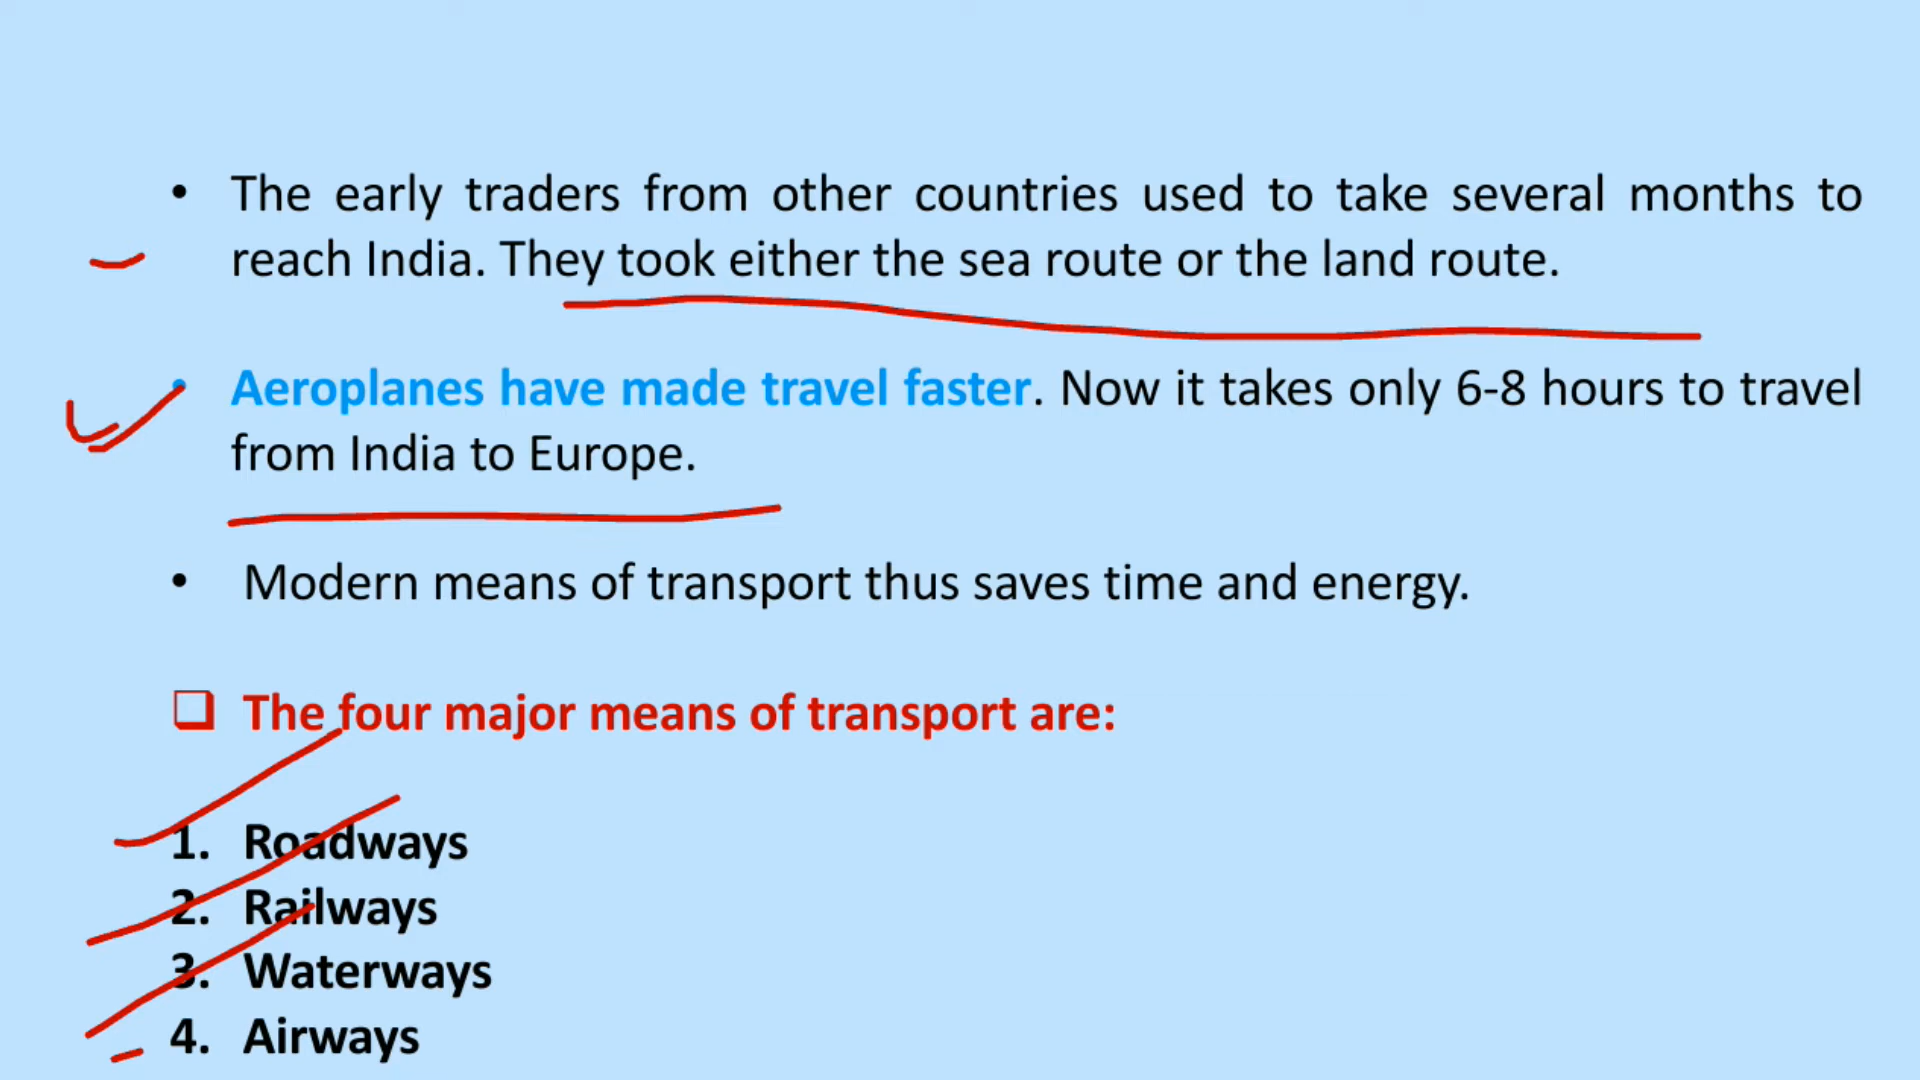 • The early traders from other countries used to take several months to
reach India. They took either the sea route or the land route.
• Aeroplanes have made travel faster. Now it takes only 6-8 hours to travel
from India to Europe.
• Modern means of transport thus saves time and energy.
❑ The four major means of transport are:
1. Roadways
2. Railways
3. Waterways
4. Airways